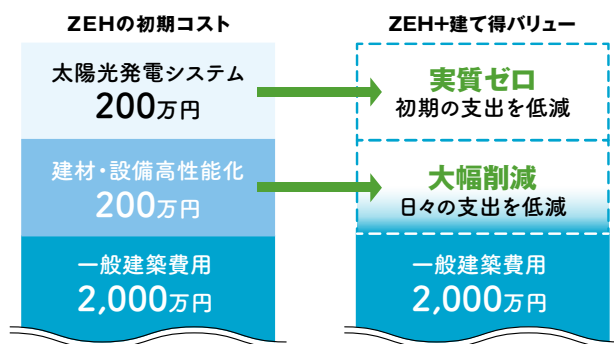 ZEHの初期コスト
太陽光発電システム
200万円
建材・設備高性能化
200万円
一般建築費用
2,000万円
ZEH+建て得バリュー
実質ゼロ
初期の支出を低減
大幅削減
日々の支出を低減
一般建築費用
2,000万円